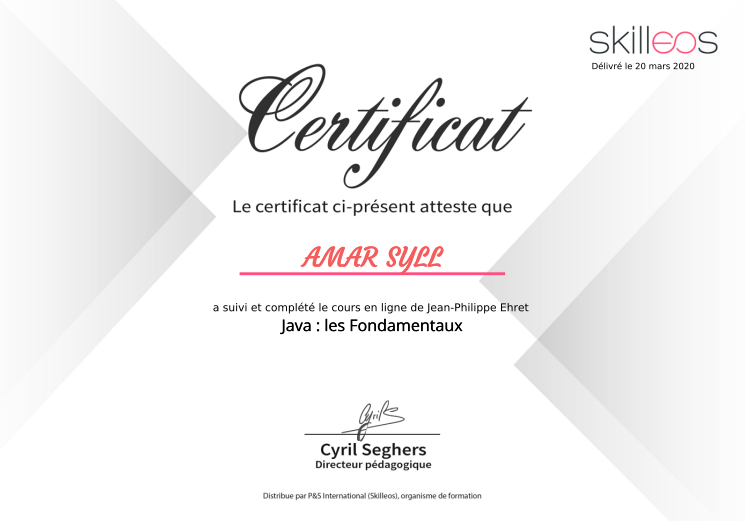 skilleos
Délivré le 20 mars 2020
Certificat
Le certificat ci-présent atteste que
AMAR SYLL
a suivi et complété le cours en ligne de Jean-Philippe Ehret
Java : les Fondamentaux
Cyril S
Cyril Seghers
Directeur pédagogique
Distribue par P&S International (Skilleos), organisme de formation